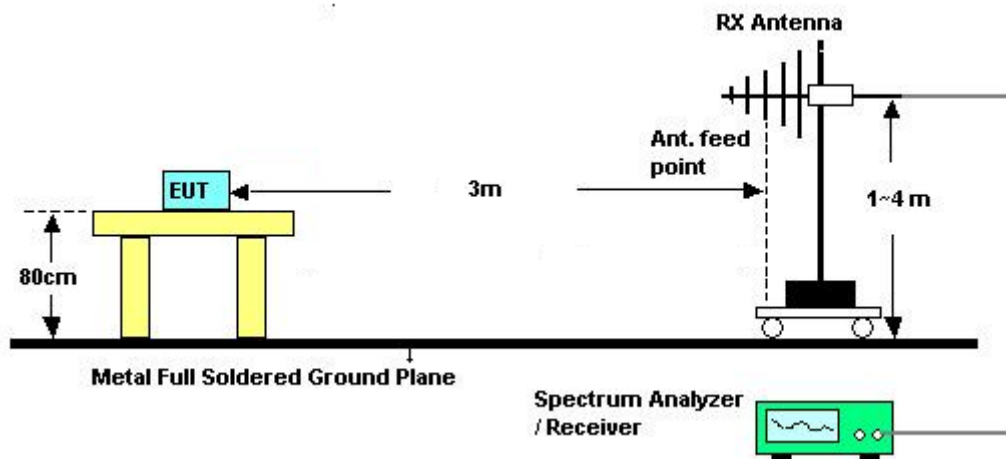 RX Antenna
Ant. feed
point
EUT
3m
1~4 m
80cm
Metal Full Soldered Ground Plane
Spectrum Analyzer
/ Receiver